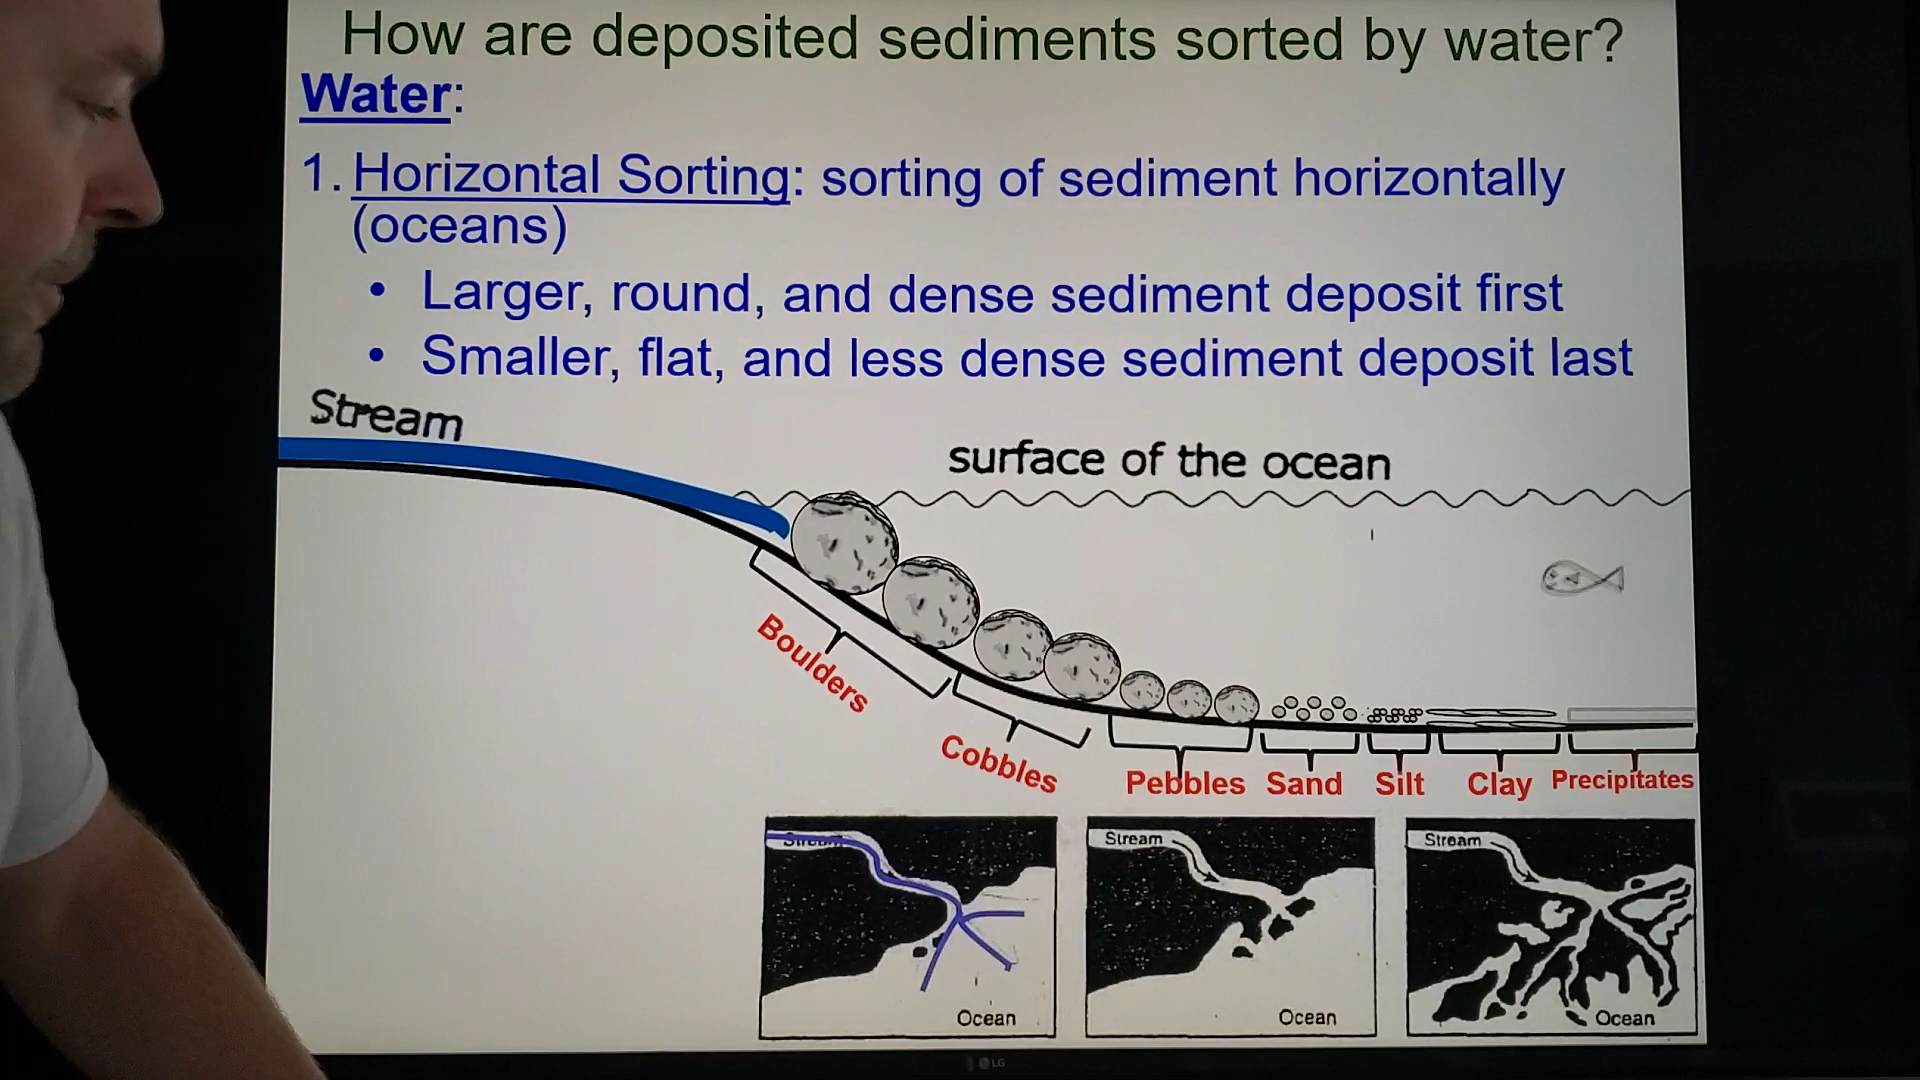 How are deposited sediments sorted by water?
Water:
1. Horizontal Sorting: sorting of sediment horizontally
(oceans)
• Larger, round, and dense sediment deposit first
• Smaller, flat, and less dense sediment deposit last
Stream
surface of the ocean
Boulders
Cobbles
Pebbles
Sand
Silt
Clay
Precipitates
Stream
Ocean
Stream
Ocean
Stream
Ocean
LG